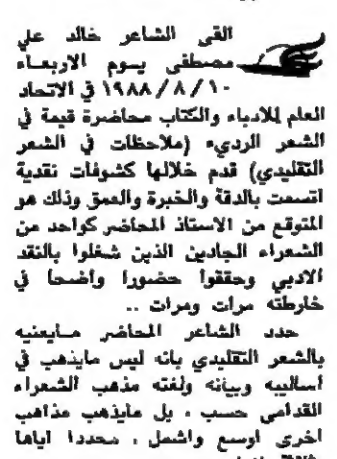 القى الشاعر خالد علي
مصطفى يـوم الاربعـاء
١٠ / ٨ / ١٩٨٨ في الاتحاد
العام للادباء والكتاب محاضرة قيمة في
الشعر الرديء (ملاحظات في الشعر
التقليدي) قدم خلالها كشوفات نقدية
اتسمت بالدقة والخبرة والعمق وذلك هو
المتوقع من الاستاذ المحاضر كواحد من
الشعراء الجادين الذين شغلوا بالنقد
الادبي وحققوا حضورا واضحا في
خارطته مرات ومرات ..
حدد الشاعر المحاضر مـايعنيه
بالشعر التقليدي بانه ليس مايذهب في
اساليبه وبيانه ولغته مذهب الشعراء
القدامى حسب ، بل مايذهب مذاهب
اخرى اوسع واشمل ، محددا اياها